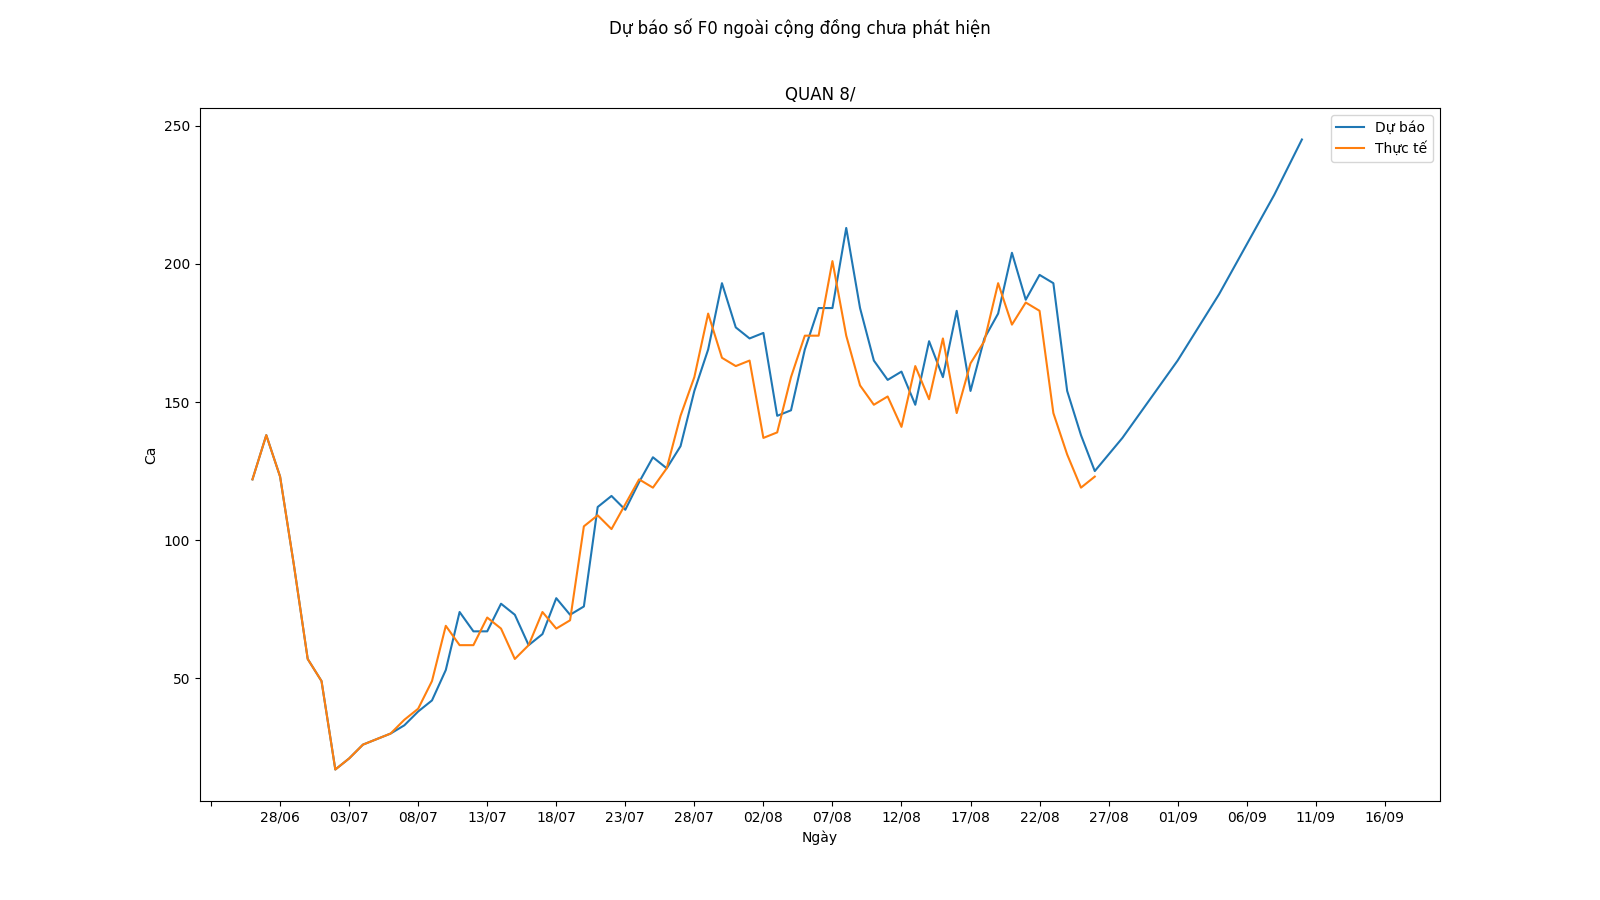 Dự báo số F0 ngoài cộng đồng chưa phát hiện
QUAN 8/
Dự báo
Thực tế
250
200
150
100
50
Ca
28/06 03/07 08/07 13/07 18/07 23/07 28/07 02/08 07/08 12/08 17/08 22/08 27/08 01/09 06/09 11/09 16/09
Ngày